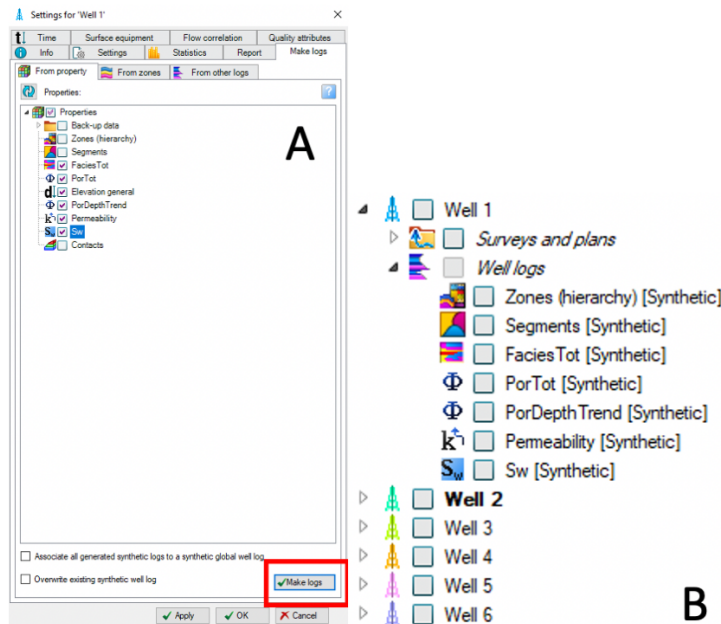 Settings for 'Well 1'
Time Surface equipment Flow correlation Quality attributes
Info Settings Statistics Report Make logs
From property From zones From other logs
Properties:
Properties
Back-up data
Zones (hierarchy)
Segments
FaciesTot
PorTot
Elevation general
PorDepthTrend
Permeability
Sw
Contacts
A
Associate all generated synthetic logs to a synthetic global well log
Overwrite existing synthetic well log
Make logs
Apply OK Cancel
Well 1
Surveys and plans
Well logs
Zones (hierarchy) [Synthetic]
Segments [Synthetic]
FaciesTot [Synthetic]
PorTot [Synthetic]
PorDepthTrend [Synthetic]
Permeability [Synthetic]
Sw [Synthetic]
Well 2
Well 3
Well 4
Well 5
Well 6
B